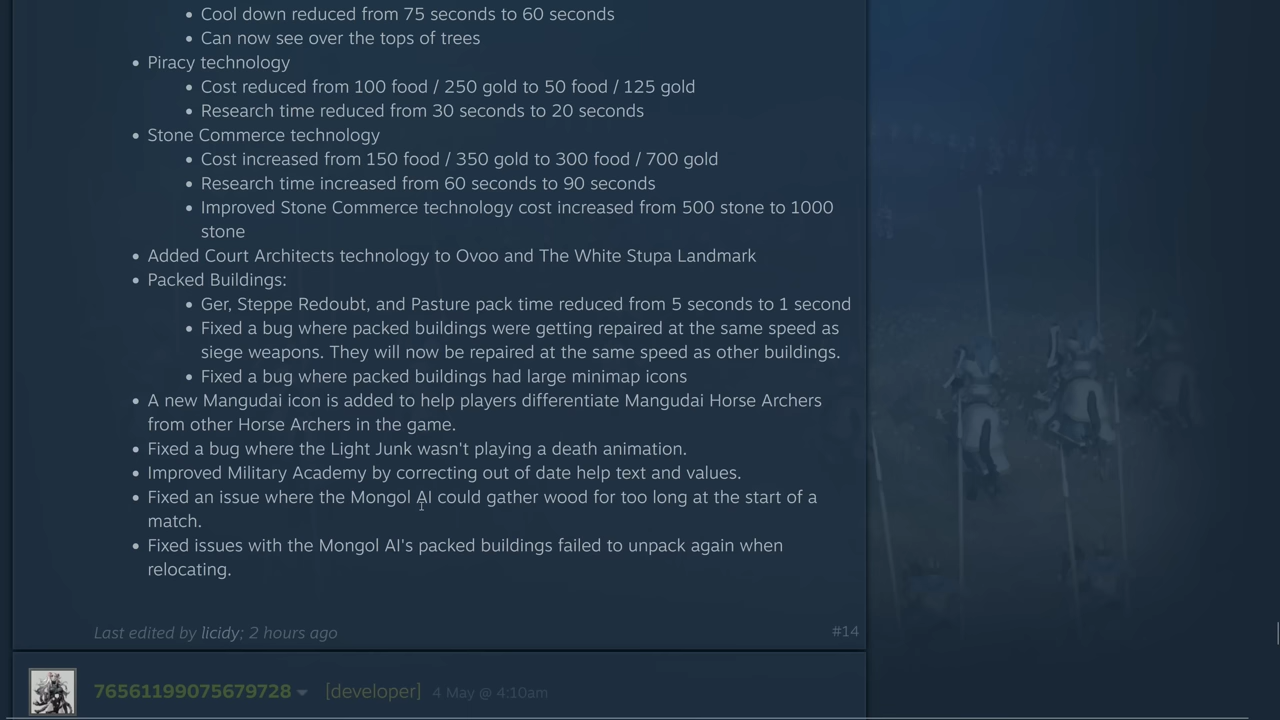 Cool down reduced from 75 seconds to 60 seconds
Can now see over the tops of trees
Piracy technology
Cost reduced from 100 food / 250 gold to 50 food / 125 gold
Research time reduced from 30 seconds to 20 seconds
Stone Commerce technology
Cost increased from 150 food / 350 gold to 300 food / 700 gold
Research time increased from 60 seconds to 90 seconds
Improved Stone Commerce technology cost increased from 500 stone to 1000
stone
Added Court Architects technology to Ovoo and The White Stupa Landmark
Packed Buildings:
Ger, Steppe Redoubt, and Pasture pack time reduced from 5 seconds to 1 second
Fixed a bug where packed buildings were getting repaired at the same speed as
siege weapons. They will now be repaired at the same speed as other buildings.
Fixed a bug where packed buildings had large minimap icons
A new Mangudai icon is added to help players differentiate Mangudai Horse Archers
from other Horse Archers in the game.
Fixed a bug where the Light Junk wasn't playing a death animation.
Improved Military Academy by correcting out of date help text and values.
Fixed an issue where the Mongol AI could gather wood for too long at the start of a
match.
Fixed issues with the Mongol AI's packed buildings failed to unpack again when
relocating.
Last edited by licidy; 2 hours ago
#14
76561199075679728 [developer] 4 May @ 4:10am